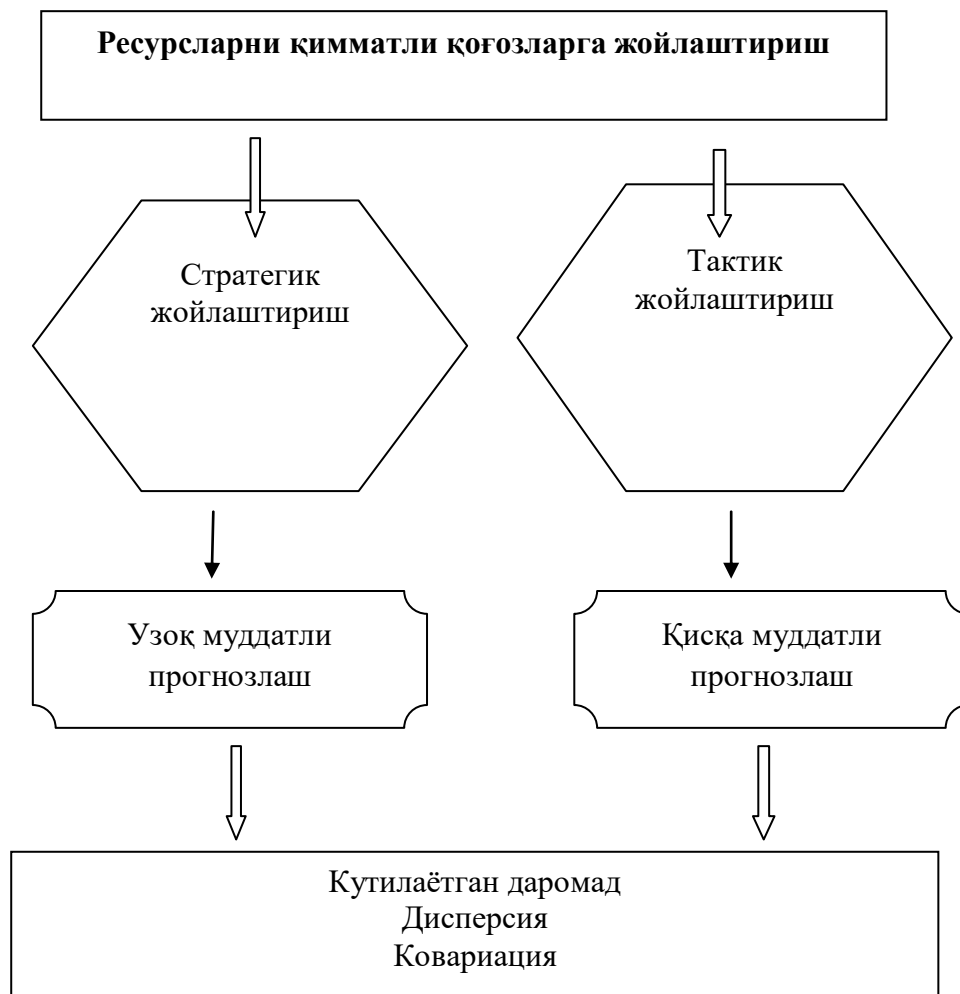 Ресурсларни қимматли қоғозларга жойлаштириш
Стратегик
жойлаштириш
Тактик
жойлаштириш
Узоқ муддатли
прогнозлаш
Қисқа муддатли
прогнозлаш
Кутилаётган даромад
Дисперсия
Ковариация